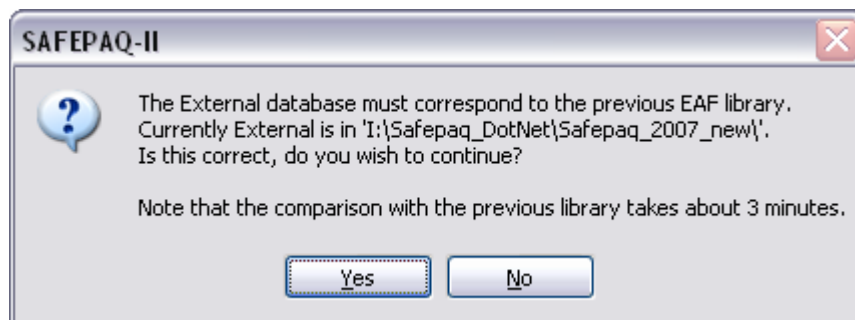 SAFEPAQ-II
?
The External database must correspond to the previous EAF library.
Currently External is in 'I:\Safepaq_DotNet\Safepaq_2007_new\'.
Is this correct, do you wish to continue?
Note that the comparison with the previous library takes about 3 minutes.
Yes No